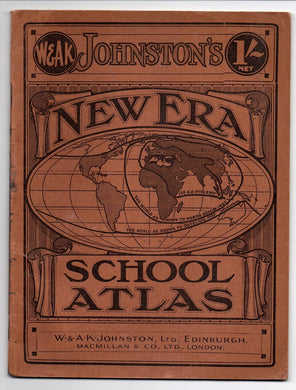 W&AK
JOHNSTON'S
1/-
NET
NEW ERA
SCHOOL
ATLAS
W. & A. K. JOHNSTON, LTD., EDINBURGH.
MACMILLAN & CO., LTD., LONDON.